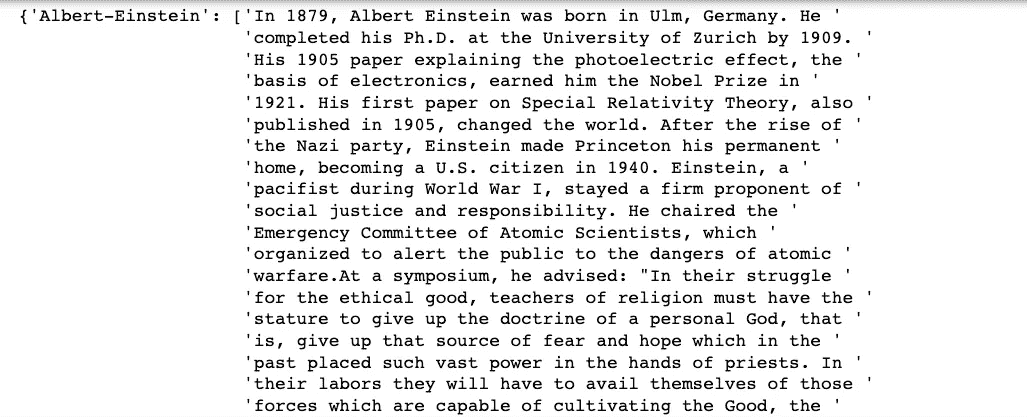 {'Albert-Einstein': ['In 1879, Albert Einstein was born in Ulm, Germany. He '
'completed his Ph.D. at the University of Zurich by 1909. '
'His 1905 paper explaining the photoelectric effect, the '
'basis of electronics, earned him the Nobel Prize in '
'1921. His first paper on Special Relativity Theory, also '
'published in 1905, changed the world. After the rise of '
'the Nazi party, Einstein made Princeton his permanent '
'home, becoming a U.S. citizen in 1940. Einstein, a '
'pacifist during World War I, stayed a firm proponent of '
'social justice and responsibility. He chaired the '
'Emergency Committee of Atomic Scientists, which '
'organized to alert the public to the dangers of atomic '
'warfare.At a symposium, he advised: "In their struggle '
'for the ethical good, teachers of religion must have the '
'stature to give up the doctrine of a personal God, that '
'is, give up that source of fear and hope which in the '
'past placed such vast power in the hands of priests. In '
'their labors they will have to avail themselves of those '
'forces which are capable of cultivating the Good, the '